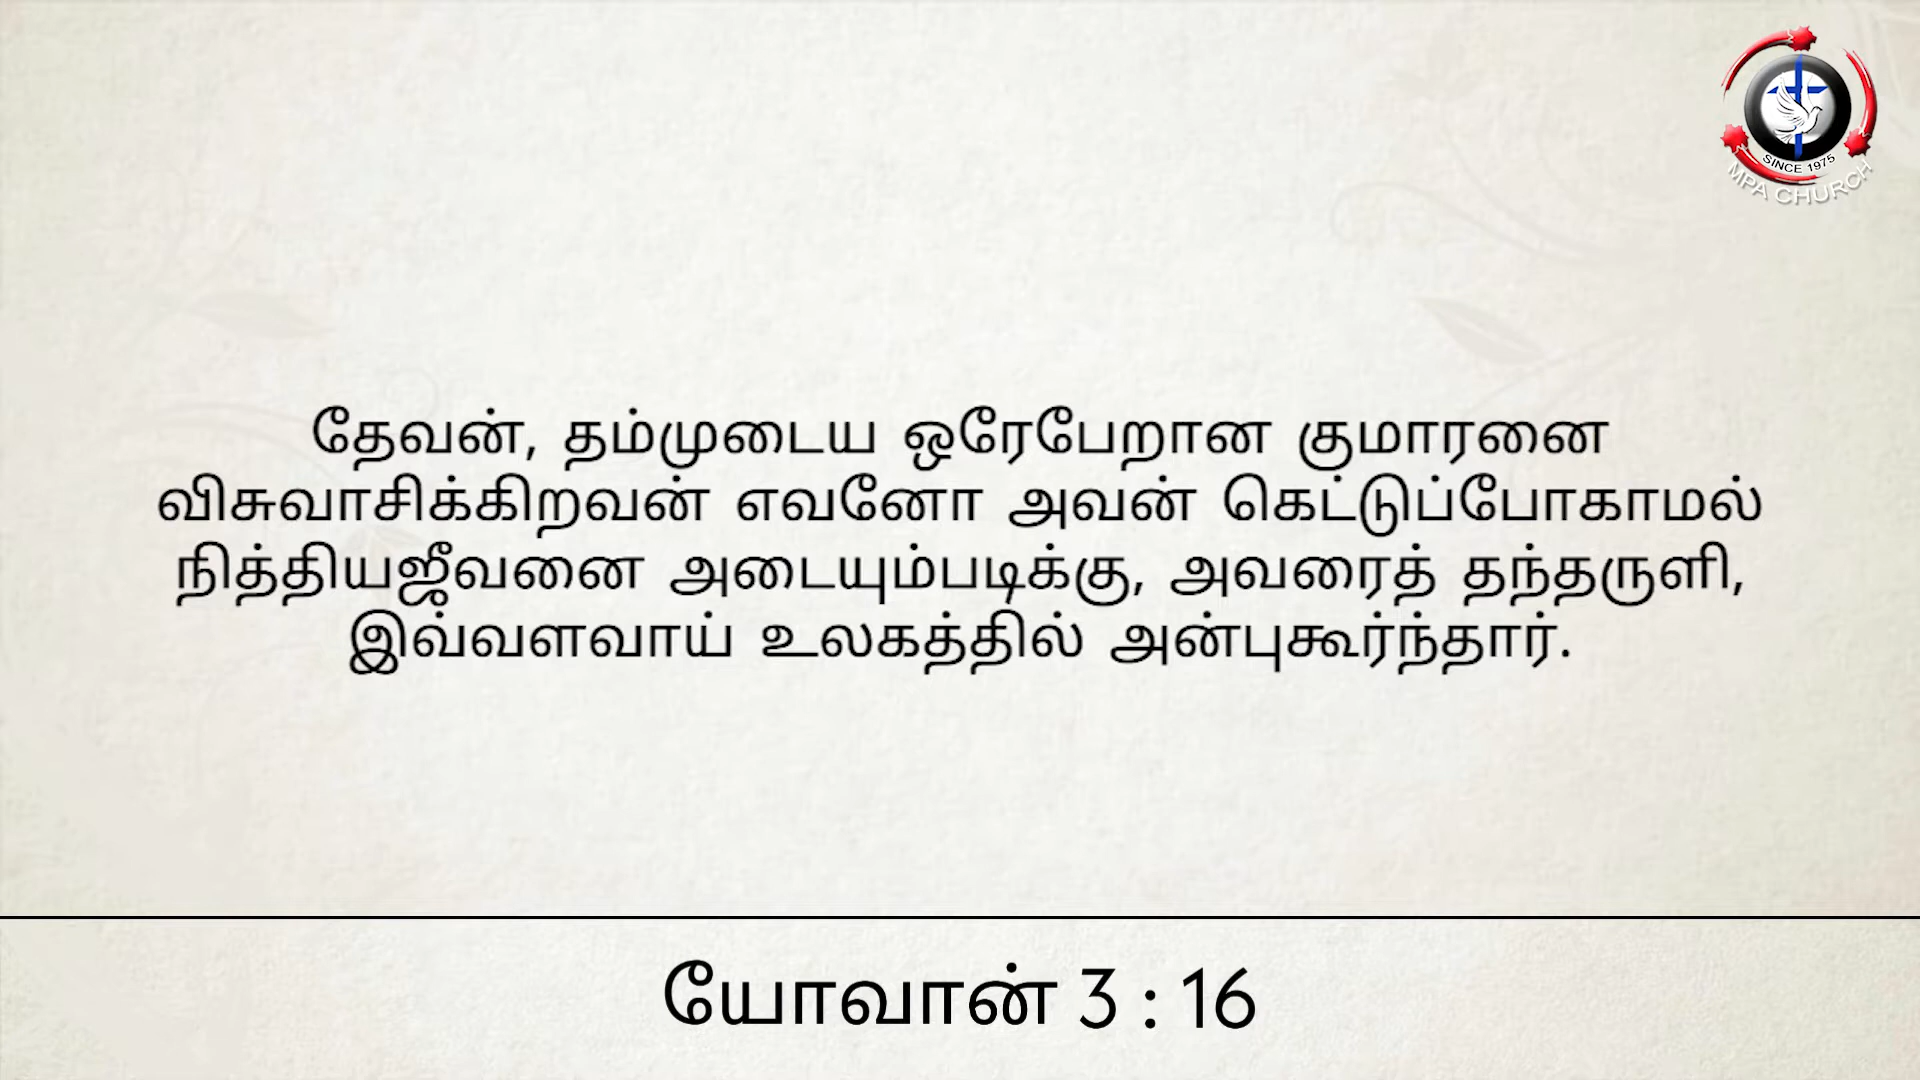 SINCE 1975
MPA CHURCH
தேவன், தம்முடைய ஒரேபேறான குமாரனை
விசுவாசிக்கிறவன் எவனோ அவன் கெட்டுப்போகாமல்
நித்தியஜீவனை அடையும்படிக்கு, அவரைத் தந்தருளி,
இவ்வளவாய் உலகத்தில் அன்புகூர்ந்தார்.
யோவான் 3 : 16